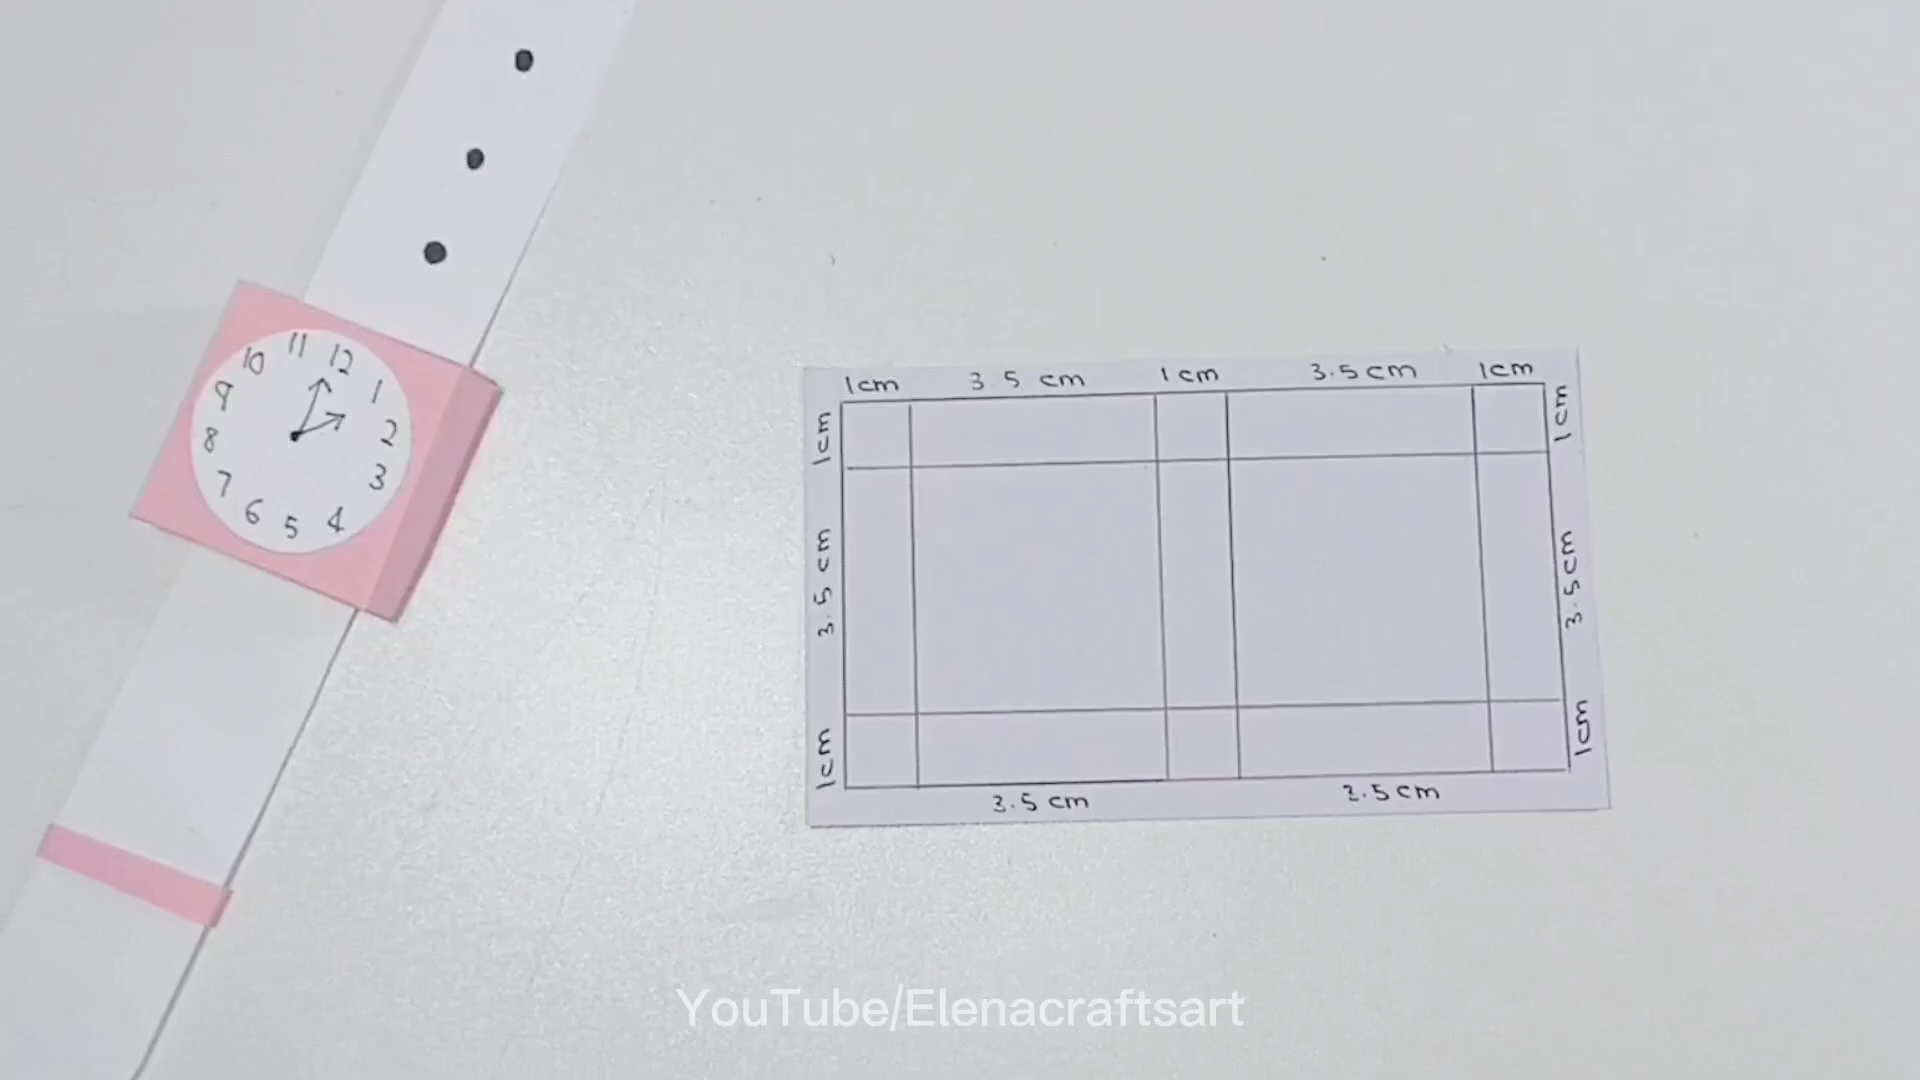 11 12
10 1
9 2
8 3
7 4
6 5
1cm 3.5 cm 1cm 3.5cm 1cm
1cm 1cm
3.5 cm 3.5cm
1cm 1cm
3.5cm 3.5cm
YouTube/Elenacraftsart